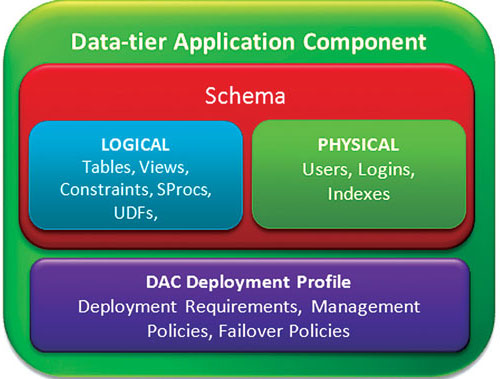 Data-tier Application Component
Schema
LOGICAL
Tables, Views,
Constraints, SProcs,
UDFs,
PHYSICAL
Users, Logins,
Indexes
DAC Deployment Profile
Deployment Requirements, Management
Policies, Failover Policies